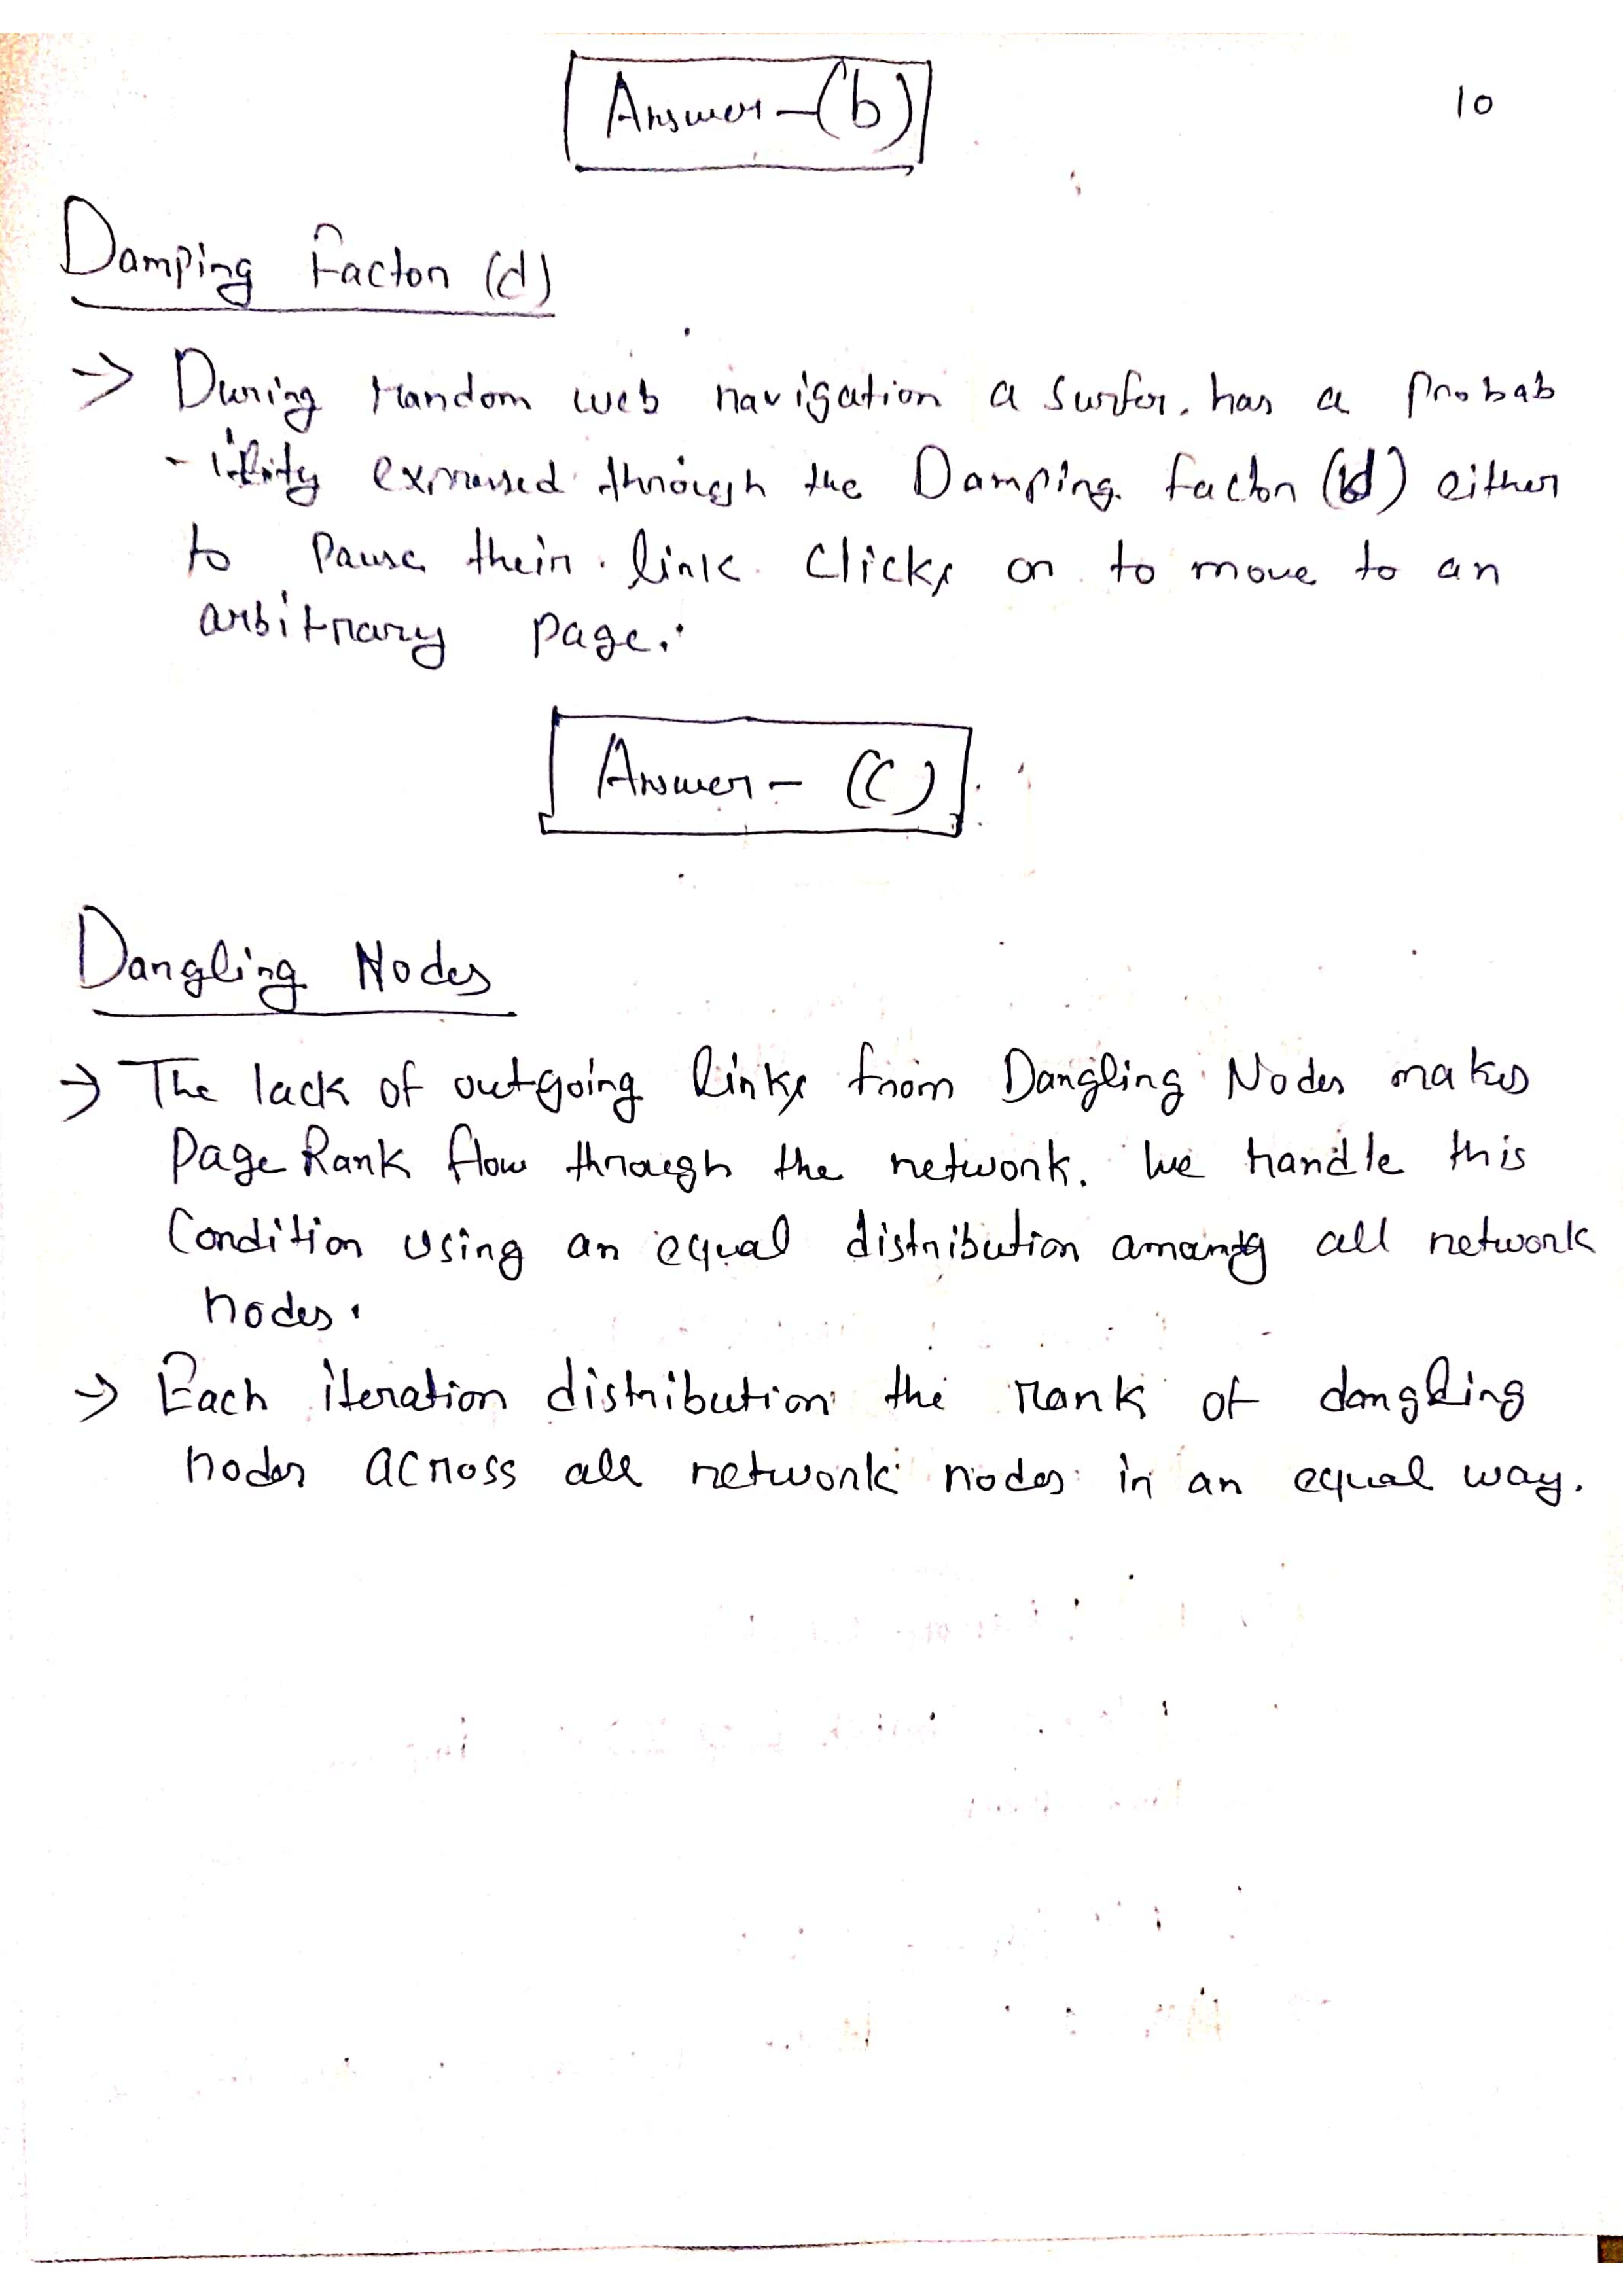 Answer-(b)
10
Damping Factor (d)
→ During random web navigation a surfer has a probab
-ility expressed through the Damping factor (d) either
to pause their link clicks or to move to an
arbitrary page.
Answer- (C)
Dangling Nodes
→ The lack of outgoing links from Dangling Nodes makes
PageRank flow through the network. We handle this
Condition using an equal distribution among all network
nodes.
→ Each iteration distribution the rank of dangling
nodes across all network nodes in an equal way.